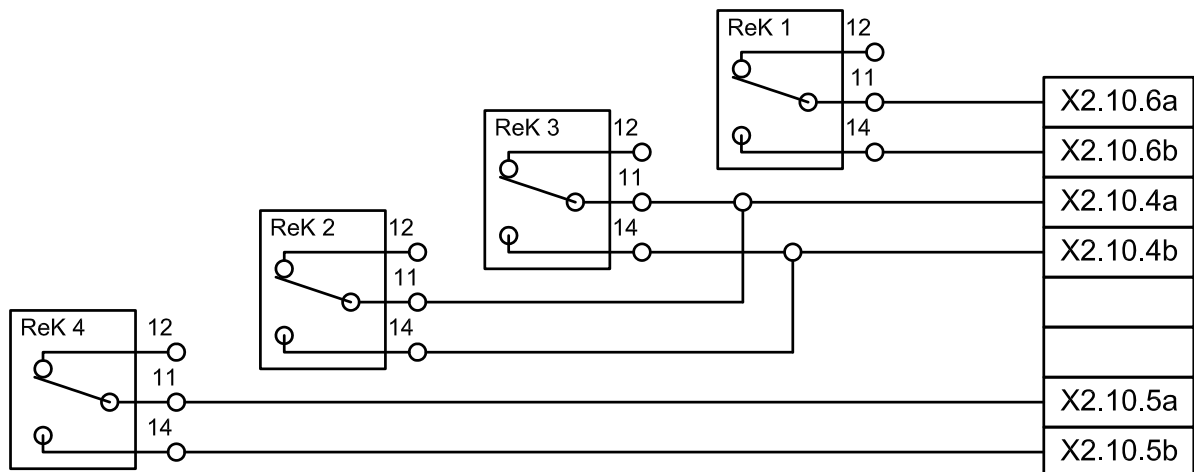 ReK 1
12
11
14
X2.10.6a
X2.10.6b
ReK 3
12
11
14
X2.10.4a
X2.10.4b
ReK 2
12
11
14
ReK 4
12
11
14
X2.10.5a
X2.10.5b